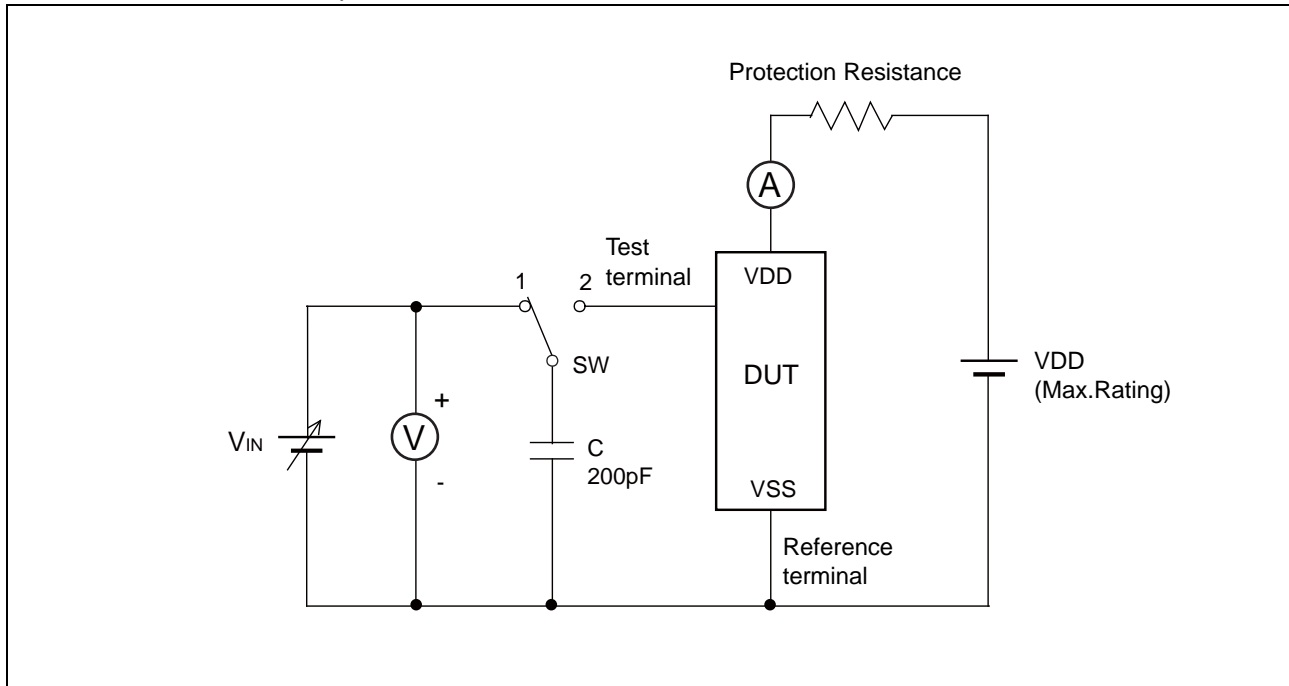 Protection Resistance
A
Test
terminal
1
2
VDD
SW
DUT
VDD
(Max.Rating)
VIN
+
V
-
C
200pF
VSS
Reference
terminal